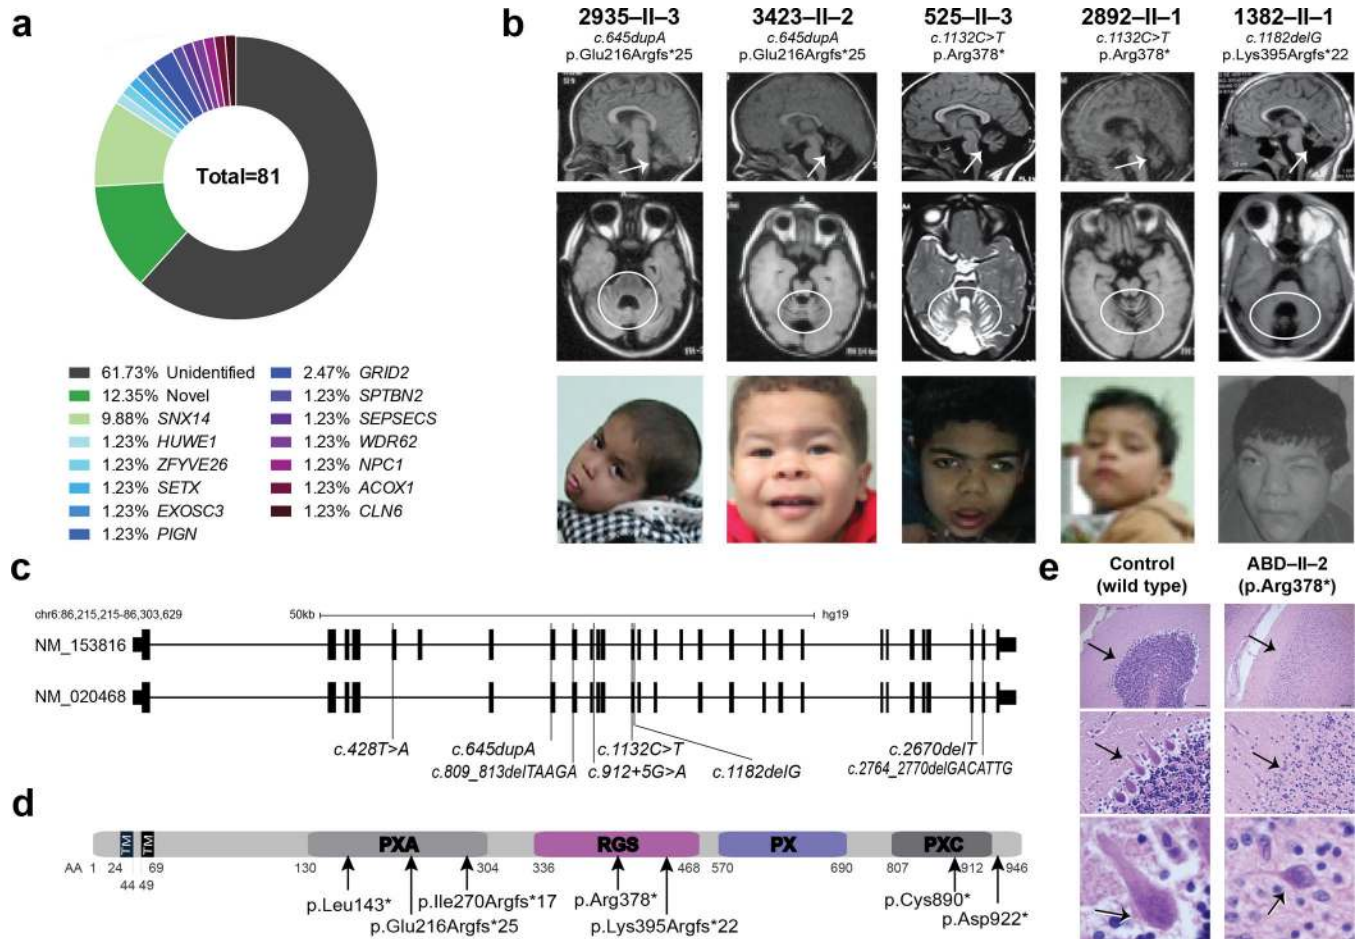 a
Total=81
61.73% Unidentified
12.35% Novel
9.88% SNX14
1.23% HUWE1
1.23% ZFYVE26
1.23% SETX
1.23% EXOSC3
1.23% PIGN
2.47% GRID2
1.23% SPTBN2
1.23% SEPSECS
1.23% WDR62
1.23% NPC1
1.23% ACOX1
1.23% CLN6
b
2935–II–3
c.645dupA
p.Glu216Argfs*25
3423–II–2
c.645dupA
p.Glu216Argfs*25
525–II–3
c.1132C>T
p.Arg378*
2892–II–1
c.1132C>T
p.Arg378*
1382–II–1
c.1182delG
p.Lys395Argfs*22
c
chr6:86,215,215-86,303,629
50kb
hg19
NM_153816
NM_020468
c.428T>A
c.645dupA
c.1132C>T
c.2670delT
c.809_813delTAAGA
c.912+5G>A
c.1182delG
c.2764_2770delGACATTG
d
TM
TM
PXA
RGS
PX
PXC
AA 1 24 69 130 304 336 468 570 690 807 912 946
44 49
p.Leu143*
p.Ile270Argfs*17
p.Arg378*
p.Cys890*
p.Glu216Argfs*25
p.Lys395Argfs*22
p.Asp922*
e
Control
(wild type)
ABD–II–2
(p.Arg378*)